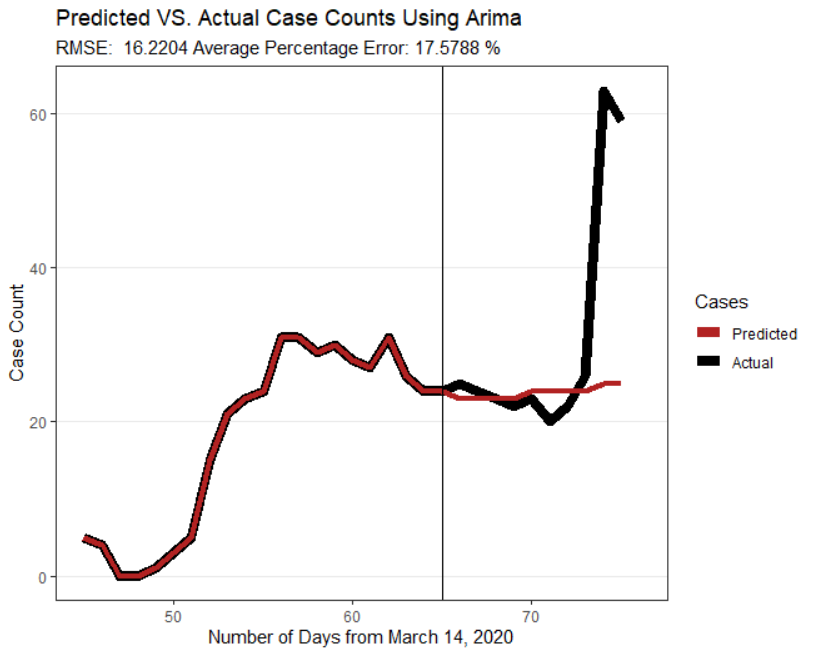 Predicted VS. Actual Case Counts Using Arima
RMSE:  16.2204 Average Percentage Error: 17.5788 %
60
40
20
0
Case Count
50
60
70
Number of Days from March 14, 2020
Cases
Predicted
Actual